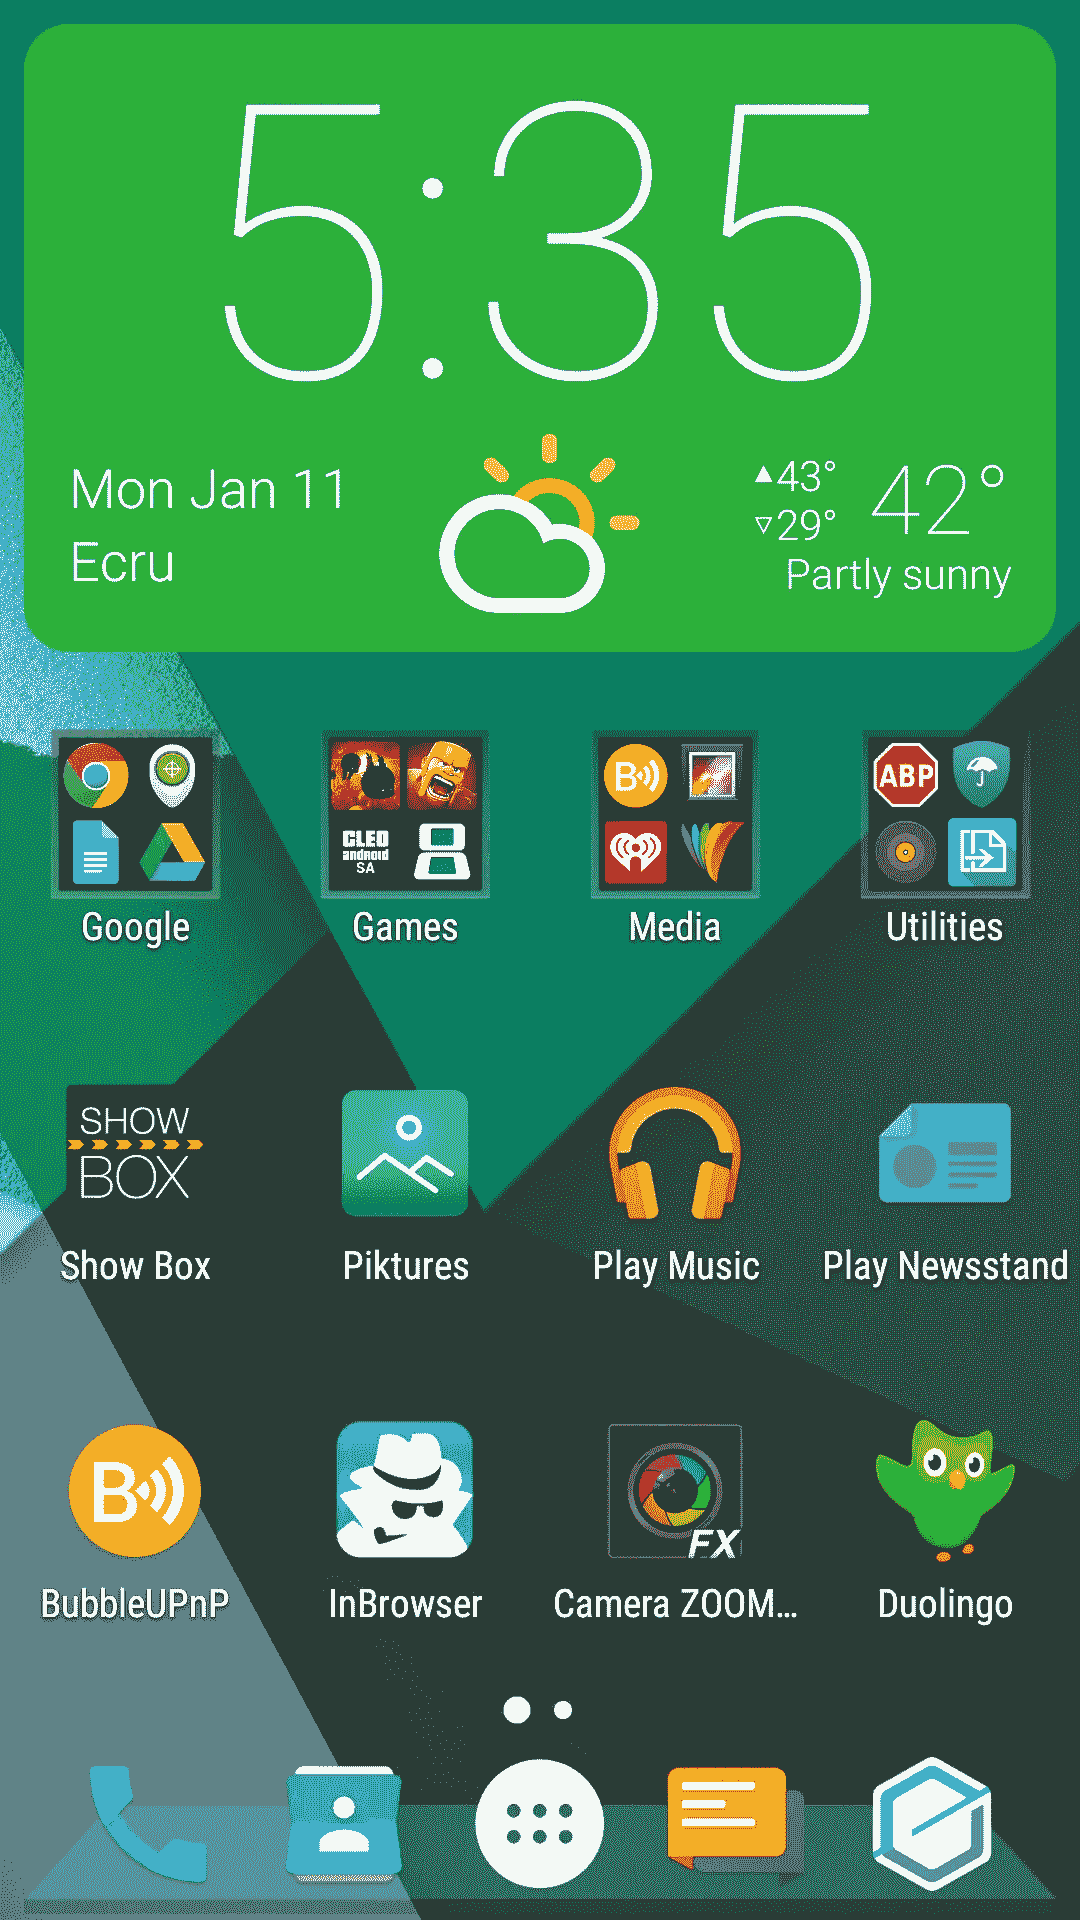 5:35
Mon Jan 11
Ecru
▲43°
▽29°
42°
Partly sunny
B
CLEO
android
SA
B
ABP
Google
Games
Media
Utilities
SHOW
BOX
Show Box
Piktures
Play Music
Play Newsstand
B
FX
BubbleUPnP
InBrowser
Camera ZOOM...
Duolingo